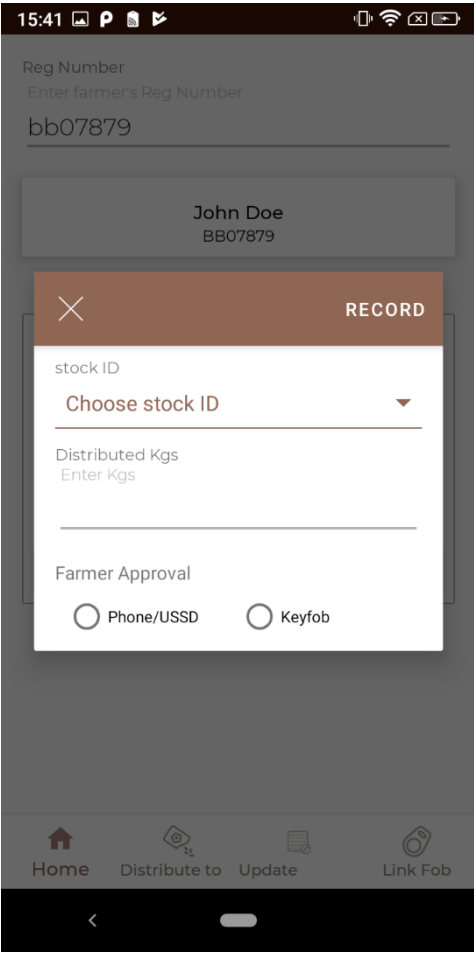 15:41
Reg Number
Enter farmer's Reg Number
bb07879
John Doe
BB07879
RECORD
stock ID
Choose stock ID
Distributed Kgs
Enter Kgs
Farmer Approval
Phone/USSD Keyfob
Home Distribute to Update Link Fob